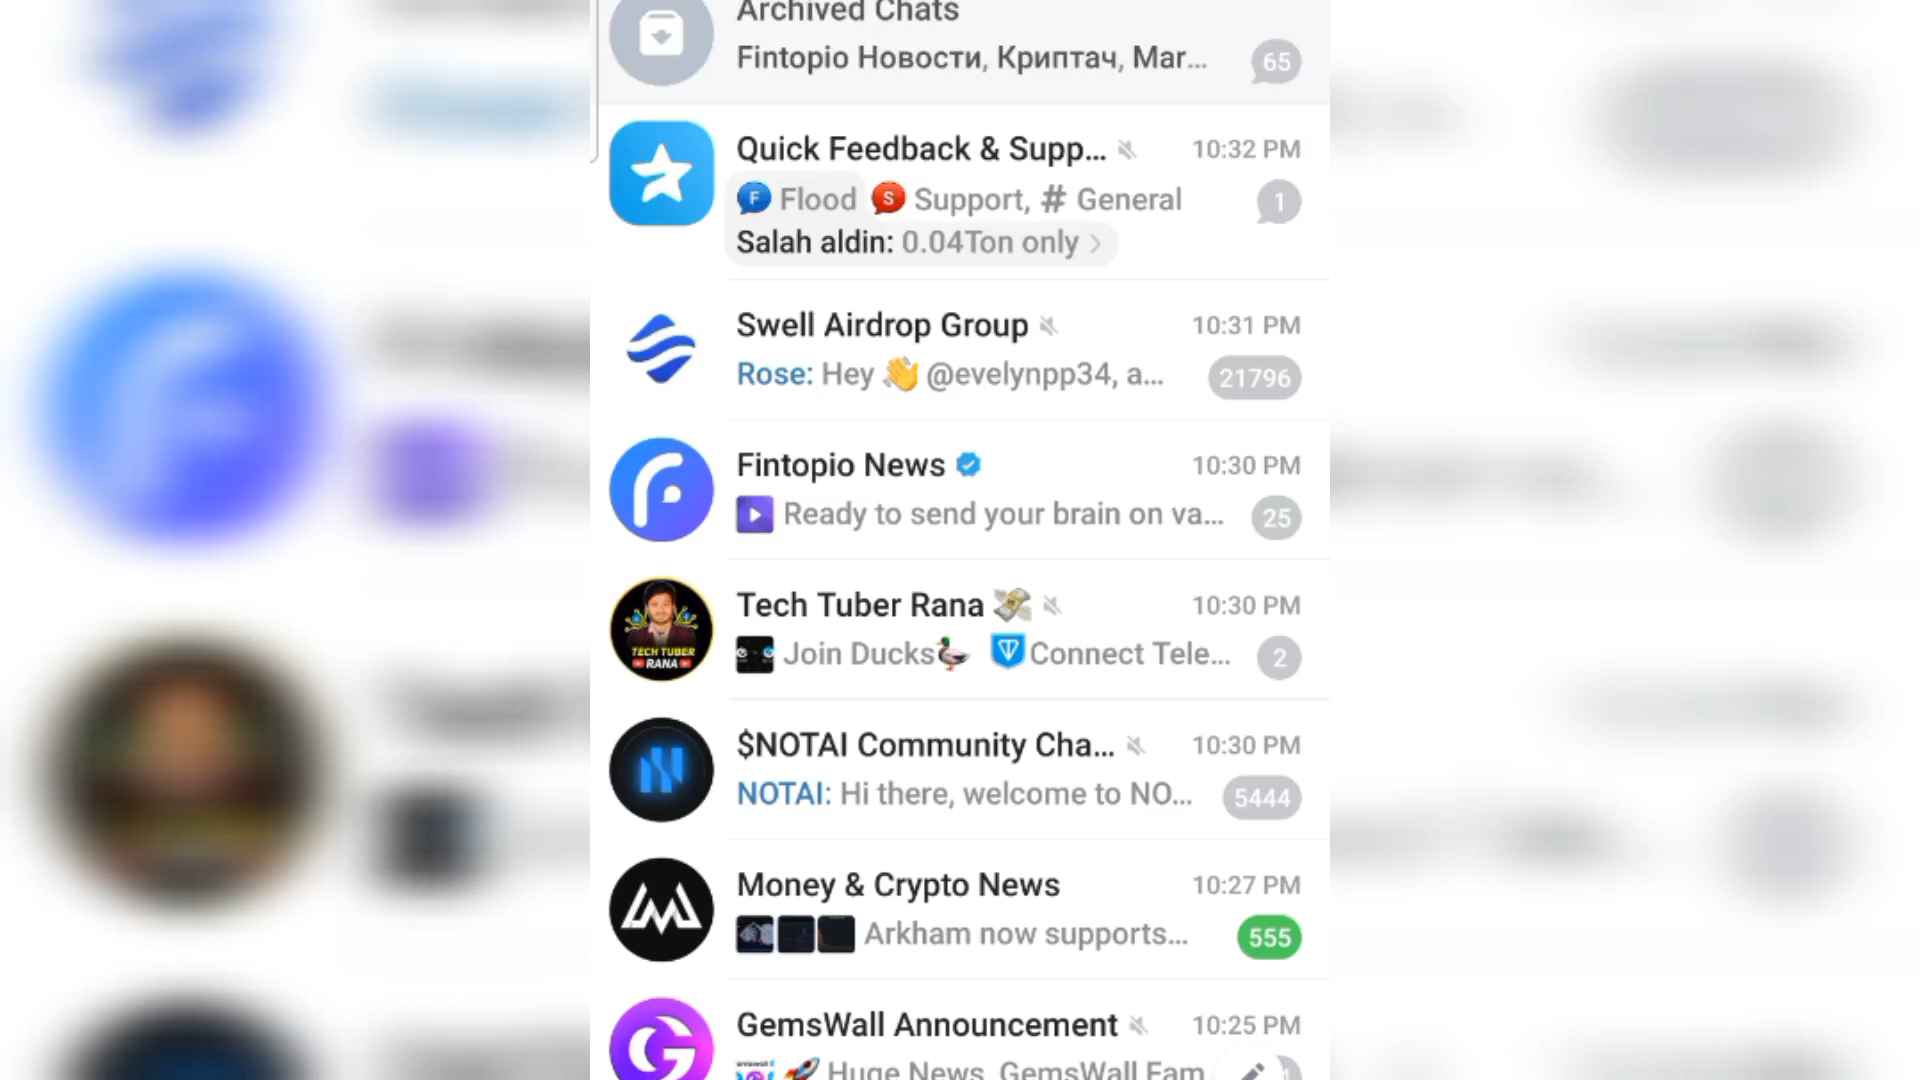 Archived Chats
Fintopio Новости, Криптач, Mar...
65
Quick Feedback & Supp...
10:32 PM
F Flood S Support, # General
1
Salah aldin: 0.04Ton only >
Swell Airdrop Group
10:31 PM
Rose: Hey 👋 @evelynpp34, a...
21796
Fintopio News
10:30 PM
Ready to send your brain on va...
25
Tech Tuber Rana 💸
10:30 PM
TECH TUBER
RANA
Join Ducks🦆 Connect Tele...
2
$NOTAI Community Cha...
10:30 PM
NOTAI: Hi there, welcome to NO...
5444
Money & Crypto News
10:27 PM
Arkham now supports...
555
GemsWall Announcement
10:25 PM
🚀 Huge News, GemsWall Fam